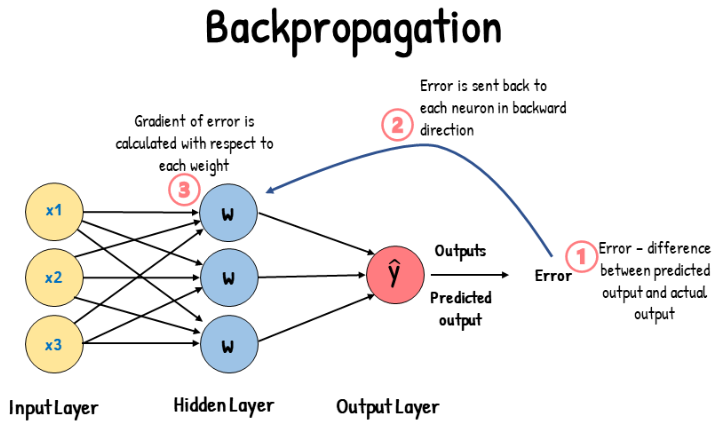 Backpropagation
Error is sent back to
each neuron in backward
direction
2
Gradient of error is
calculated with respect to
each weight
3
x1
x2
x3
w
w
w
ŷ
Outputs
Predicted
output
Error
1
Error - difference
between predicted
output and actual
output
Input Layer
Hidden Layer
Output Layer